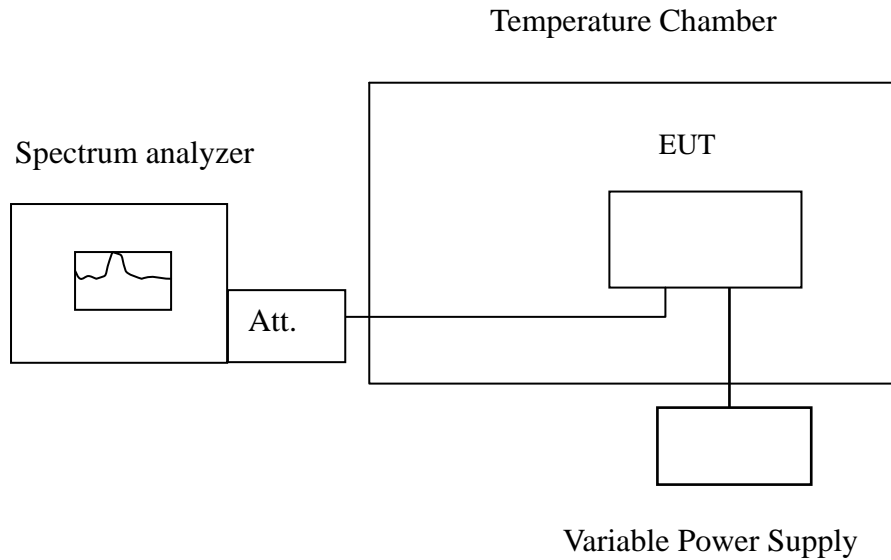 Temperature Chamber
EUT
Spectrum analyzer
Att.
Variable Power Supply